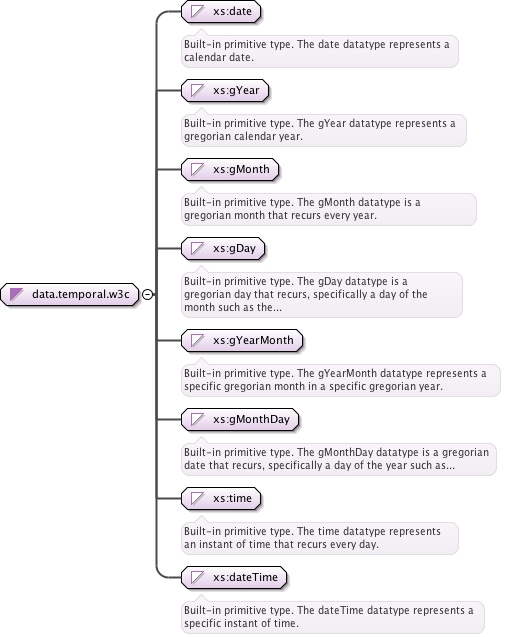 xs:date
Built-in primitive type. The date datatype represents a
calendar date.
xs:gYear
Built-in primitive type. The gYear datatype represents a
gregorian calendar year.
xs:gMonth
Built-in primitive type. The gMonth datatype is a
gregorian month that recurs every year.
xs:gDay
Built-in primitive type. The gDay datatype is a
gregorian day that recurs, specifically a day of the
month such as the...
data.temporal.w3c
xs:gYearMonth
Built-in primitive type. The gYearMonth datatype represents a
specific gregorian month in a specific gregorian year.
xs:gMonthDay
Built-in primitive type. The gMonthDay datatype is a gregorian
date that recurs, specifically a day of the year such as...
xs:time
Built-in primitive type. The time datatype represents
an instant of time that recurs every day.
xs:dateTime
Built-in primitive type. The dateTime datatype represents a
specific instant of time.